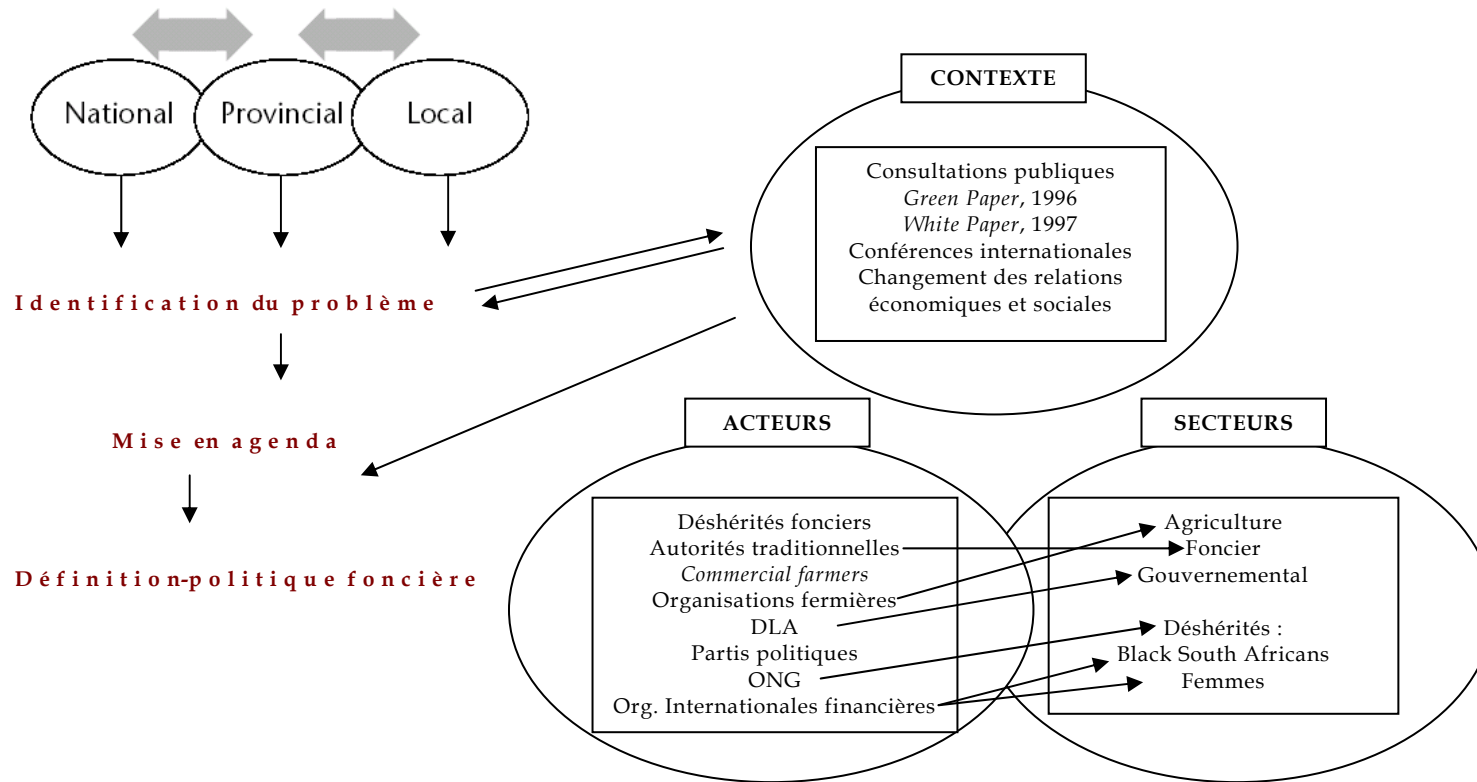 National
Provincial
Local
Identification du problème
Mise en agenda
Définition-politique foncière
CONTEXTE
Consultations publiques
Green Paper, 1996
White Paper, 1997
Conférences internationales
Changement des relations
économiques et sociales
ACTEURS
Déshérités fonciers
Autorités traditionnelles
Commercial farmers
Organisations fermières
DLA
Partis politiques
ONG
Org. Internationales financières
SECTEURS
Agriculture
Foncier
Gouvernemental
Déshérités :
Black South Africans
Femmes